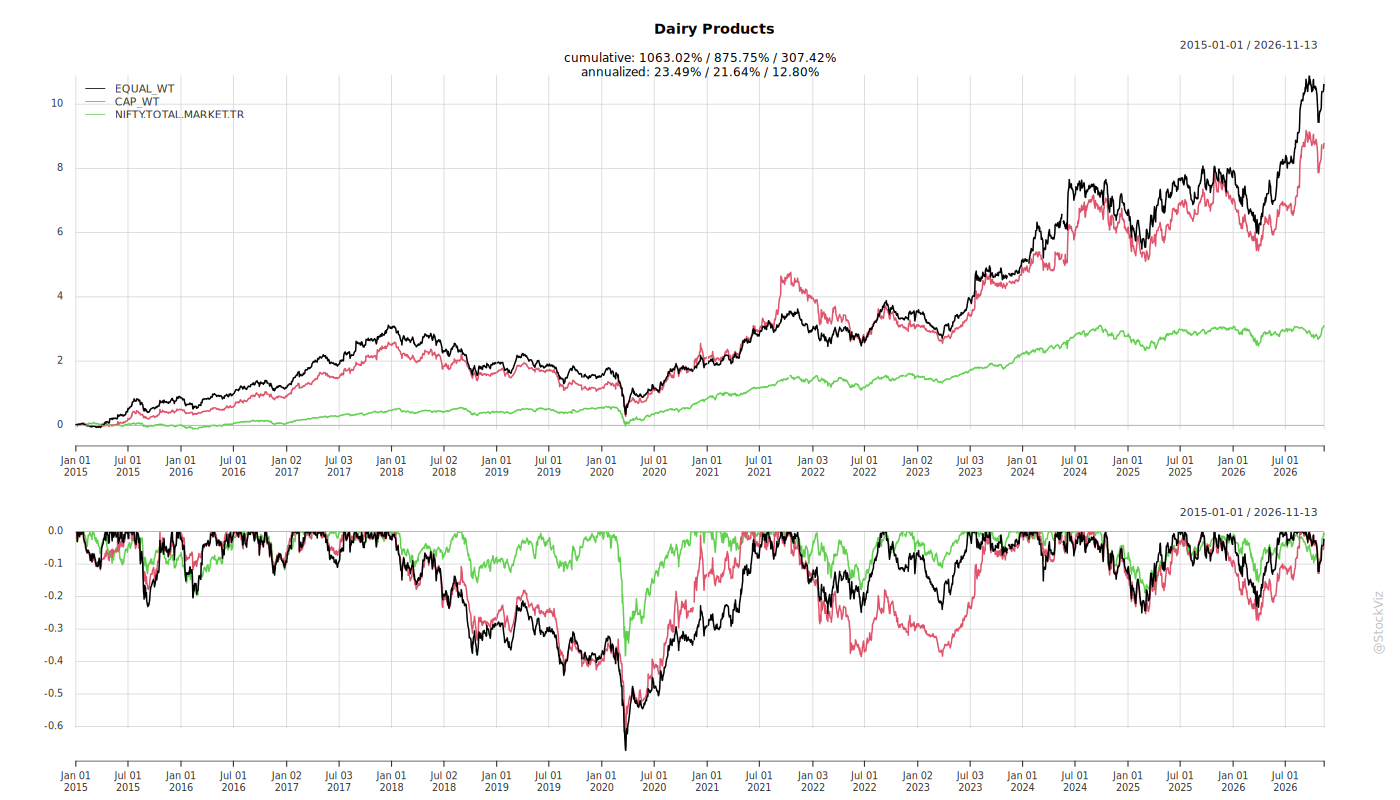 Dairy Products
2015-01-01 / 2026-11-13
cumulative: 1063.02% / 875.75% / 307.42%
annualized: 23.49% / 21.64% / 12.80%
EQUAL_WT
CAP_WT
NIFTY.TOTAL.MARKET.TR
10
8
6
4
2
0
Jan 01 Jul 01 Jan 01 Jul 01 Jan 02 Jul 03 Jan 01 Jul 02 Jan 01 Jul 01 Jan 01 Jul 01 Jan 01 Jul 01 Jan 03 Jul 01 Jan 02 Jul 03 Jan 01 Jul 01 Jan 01 Jul 01 Jan 01 Jul 01
2015 2015 2016 2016 2017 2017 2018 2018 2019 2019 2020 2020 2021 2021 2022 2022 2023 2023 2024 2024 2025 2025 2026 2026
2015-01-01 / 2026-11-13
0.0
-0.1
-0.2
-0.3
-0.4
-0.5
-0.6
Jan 01 Jul 01 Jan 01 Jul 01 Jan 02 Jul 03 Jan 01 Jul 02 Jan 01 Jul 01 Jan 01 Jul 01 Jan 01 Jul 01 Jan 03 Jul 01 Jan 02 Jul 03 Jan 01 Jul 01 Jan 01 Jul 01 Jan 01 Jul 01
2015 2015 2016 2016 2017 2017 2018 2018 2019 2019 2020 2020 2021 2021 2022 2022 2023 2023 2024 2024 2025 2025 2026 2026
@StockViz